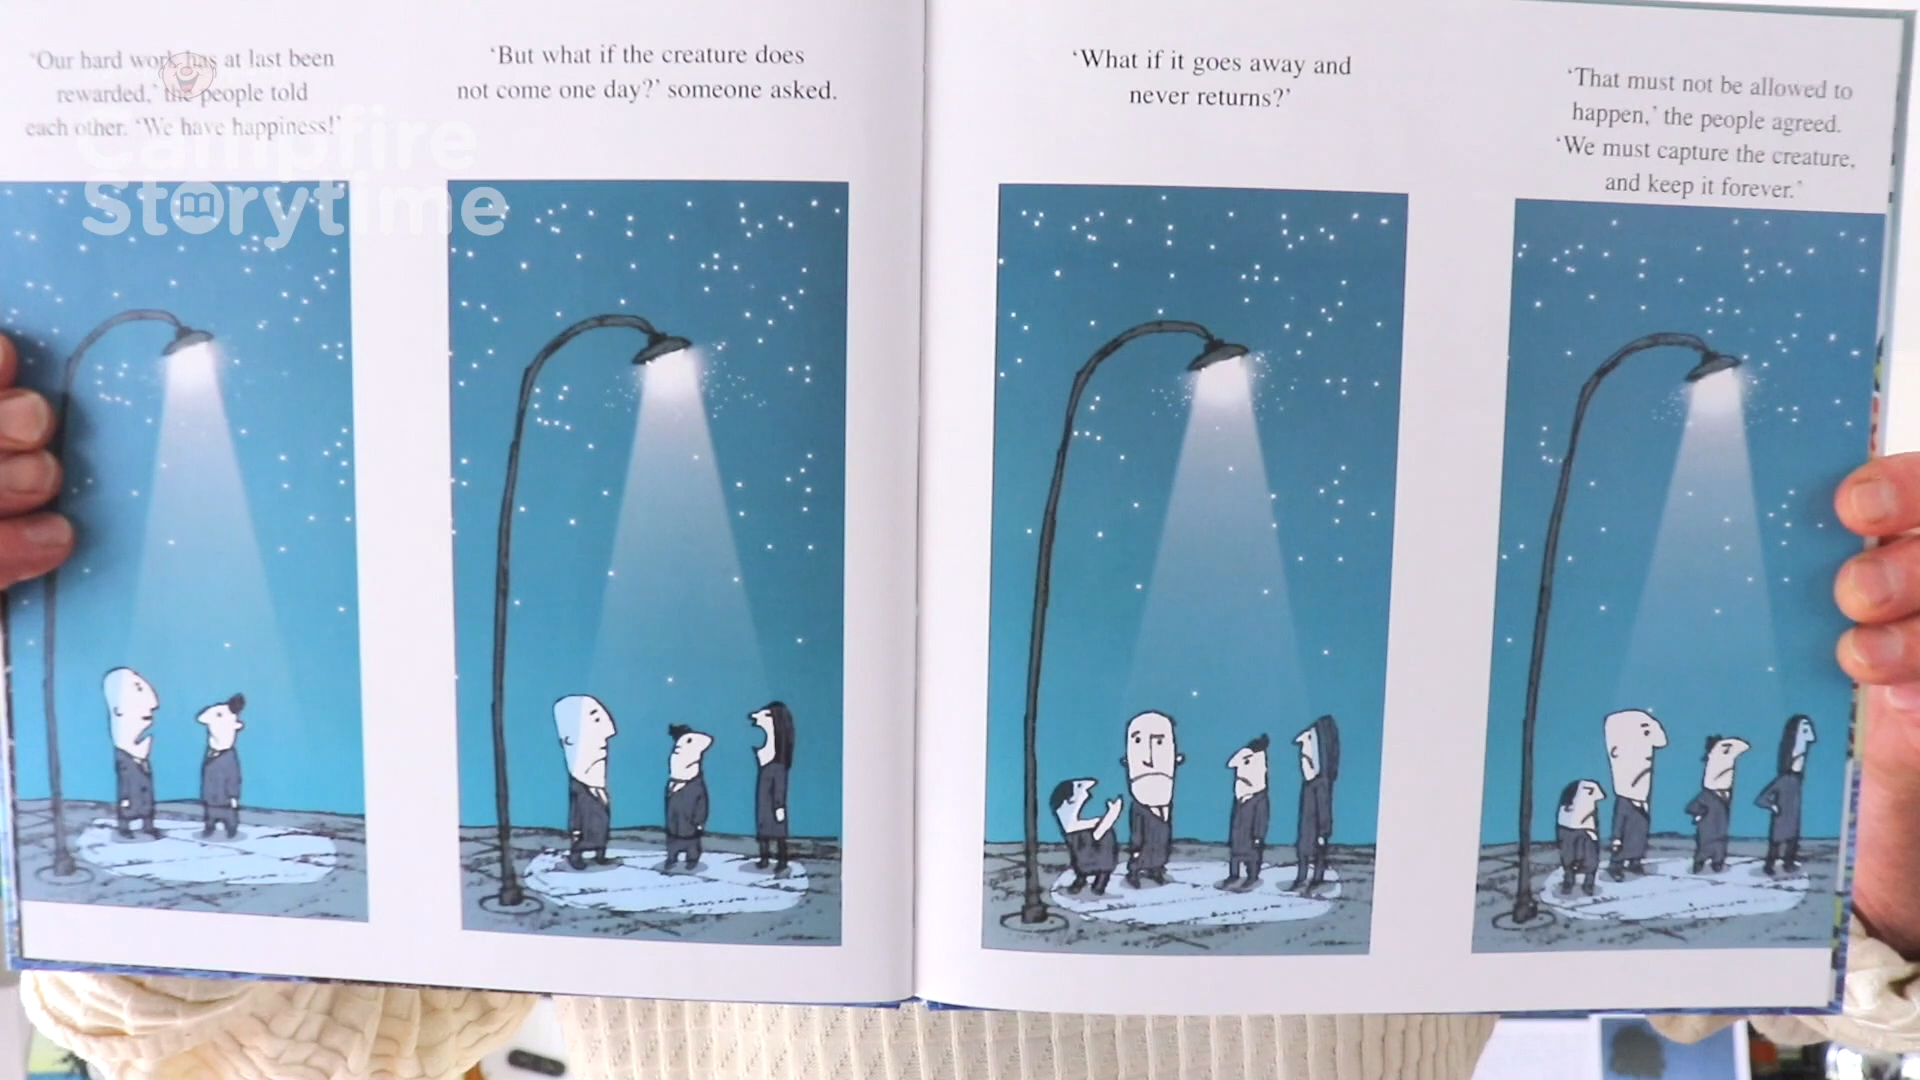 'Our hard work has at last been
rewarded,' the people told
each other. 'We have happiness!'
'But what if the creature does
not come one day?' someone asked.
'What if it goes away and
never returns?'
'That must not be allowed to
happen,' the people agreed.
'We must capture the creature,
and keep it forever.'
Campfire
Storytime